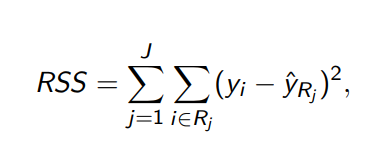 RSS = \sum_{j=1}^{J} \sum_{i \in R_j} (y_i - \hat{y}_{R_j})^2,